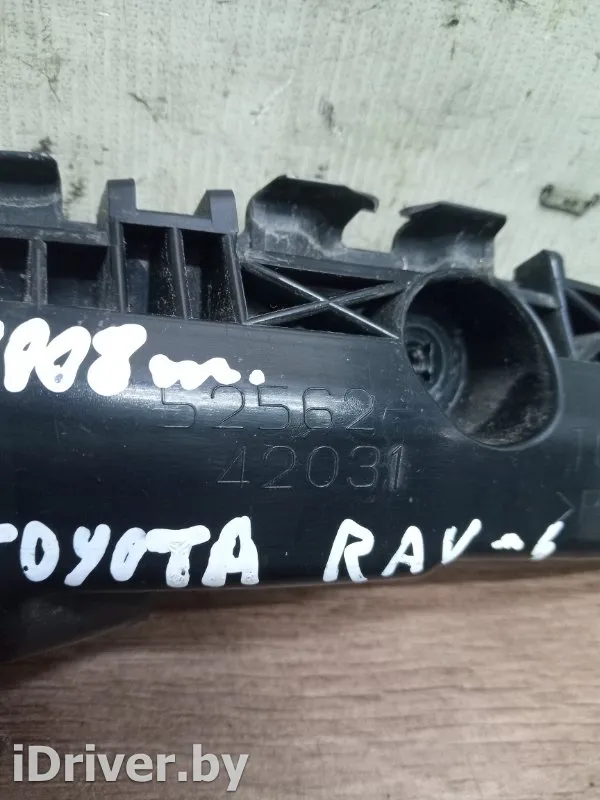 52562-
42031
TOYOTA RAV-
iDriver.by